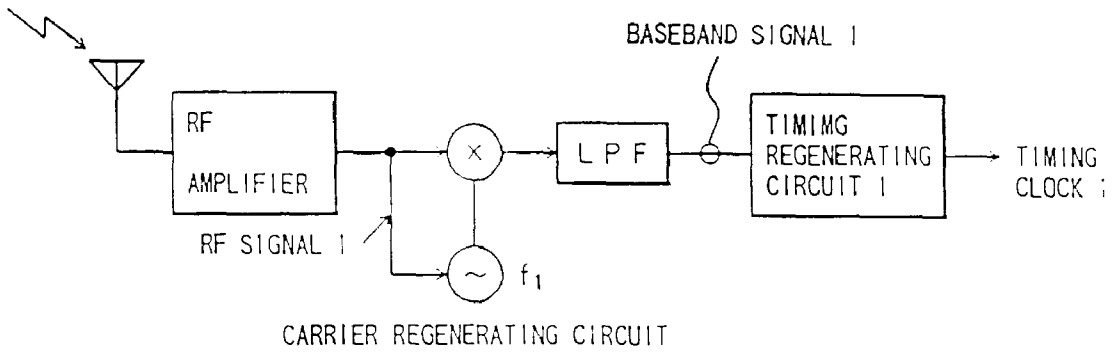 BASEBAND SIGNAL 1
RF
AMPLIFIER
×
LPF
TIMIMG
REGENERATING
CIRCUIT 1
TIMING
CLOCK 1
RF SIGNAL 1
~
f1
CARRIER REGENERATING CIRCUIT